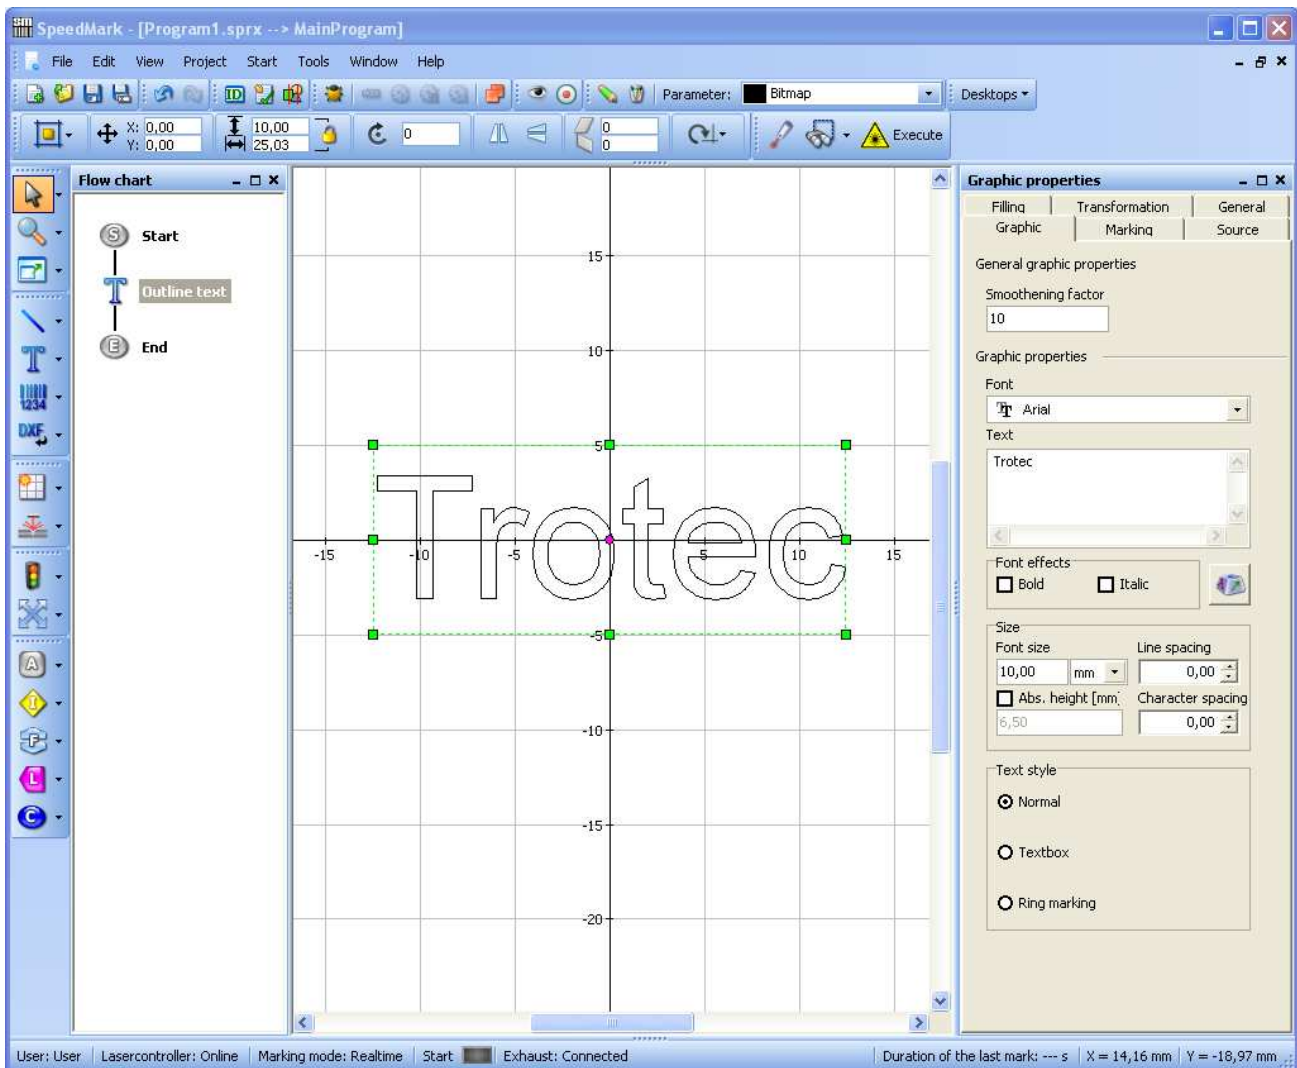 SpeedMark - [Program1.sprx --> MainProgram]
File Edit View Project Start Tools Window Help
ID Parameter: Bitmap Desktops
X: 0,00 10,00 0 0 Execute
Y: 0,00 25,03 0
Flow chart
S Start
T Outline text
E End
1234
DXF
A
I
F
L
C
15
10
5
-15 -10 -5 5 10 15
-5
-10
-15
-20
Trotec
Graphic properties
Filling Transformation General
Graphic Marking Source
General graphic properties
Smoothening factor
10
Graphic properties
Font
Arial
Text
Trotec
Font effects
Bold Italic
Size
Font size Line spacing
10,00 mm 0,00
Abs. height [mm] Character spacing
6,50 0,00
Text style
Normal
Textbox
Ring marking
User: User Lasercontroller: Online Marking mode: Realtime Start Exhaust: Connected Duration of the last mark: --- s X = 14,16 mm Y = -18,97 mm